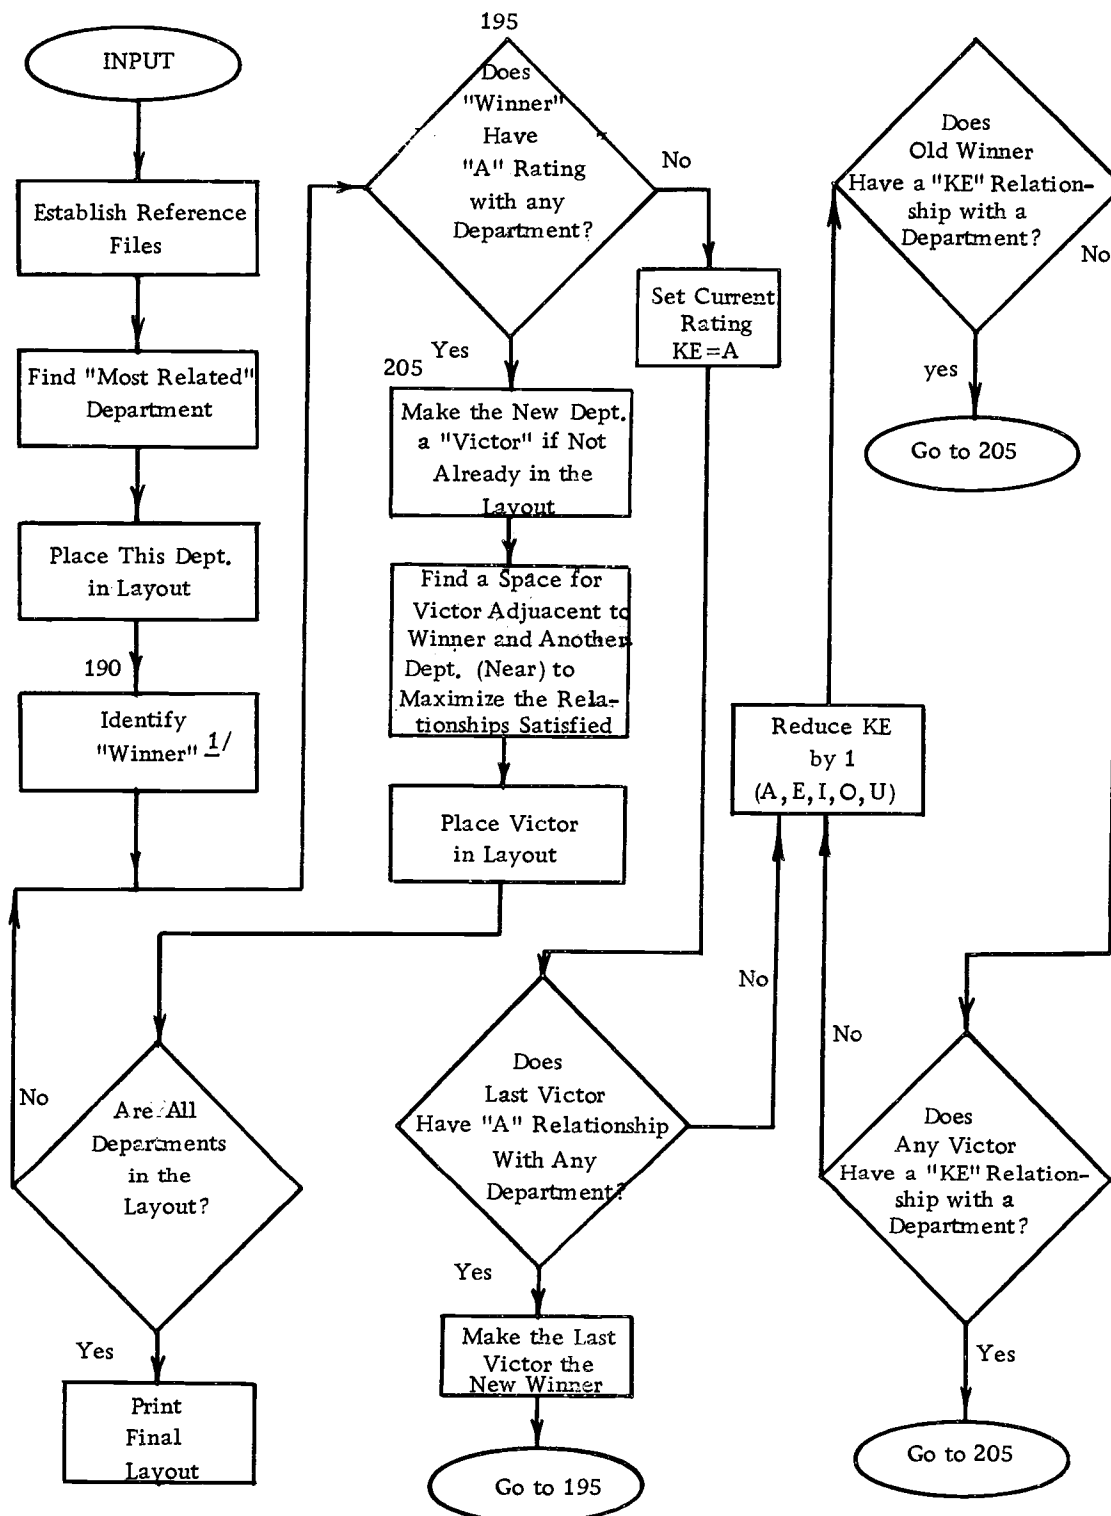 INPUT
Establish Reference
Files
Find "Most Related"
Department
Place This Dept.
in Layout
190
Identify
"Winner" 1/
195
Does
"Winner"
Have
"A" Rating
with any
Department?
No
Set Current
Rating
KE=A
Yes
205
Make the New Dept.
a "Victor" if Not
Already in the
Layout
Find a Space for
Victor Adjuacent to
Winner and Another
Dept. (Near) to
Maximize the Rela-
tionships Satisfied
Place Victor
in Layout
No
Are All
Departments
in the
Layout?
Yes
Print
Final
Layout
Does
Last Victor
Have "A" Relationship
With Any
Department?
No
Yes
Make the Last
Victor the
New Winner
Go to 195
Reduce KE
by 1
(A, E, I, O, U)
Does
Old Winner
Have a "KE" Relation-
ship with a
Department?
No
yes
Go to 205
No
Does
Any Victor
Have a "KE" Relation-
ship with a
Department?
Yes
Go to 205